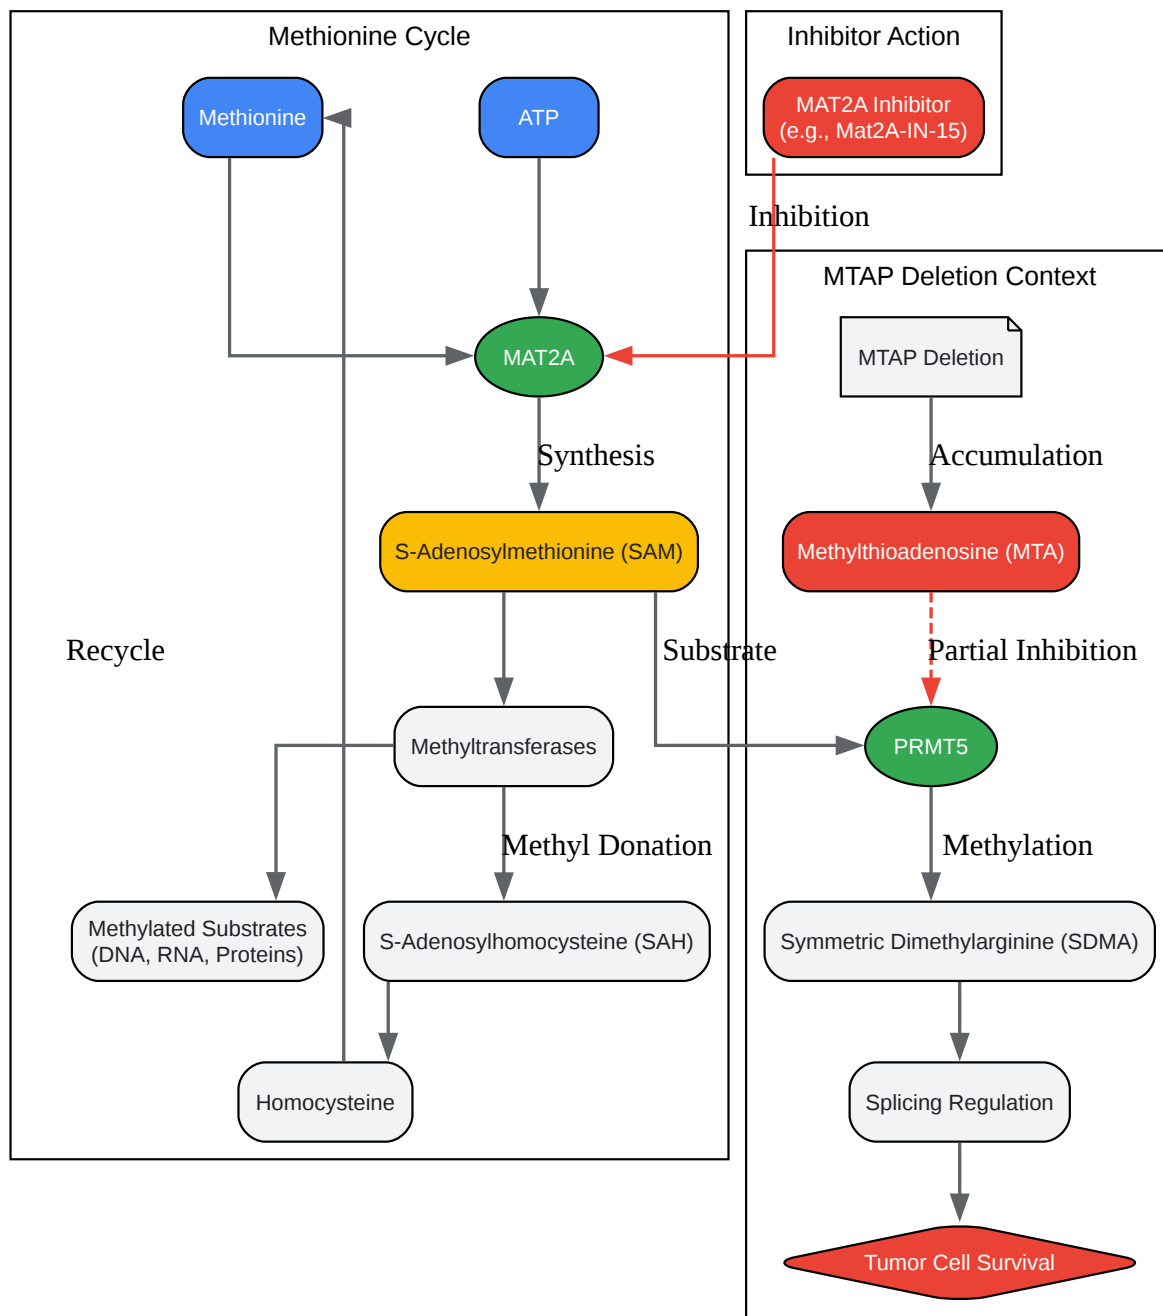 Methionine Cycle
Inhibitor Action
Methionine
ATP
MAT2A Inhibitor
(e.g., Mat2A-IN-15)
Inhibition
MTAP Deletion Context
MAT2A
MTAP Deletion
Synthesis
Accumulation
S-Adenosylmethionine (SAM)
Methylthioadenosine (MTA)
Recycle
Substrate
Partial Inhibition
Methyltransferases
PRMT5
Methyl Donation
Methylation
Methylated Substrates
(DNA, RNA, Proteins)
S-Adenosylhomocysteine (SAH)
Symmetric Dimethylarginine (SDMA)
Homocysteine
Splicing Regulation
Tumor Cell Survival